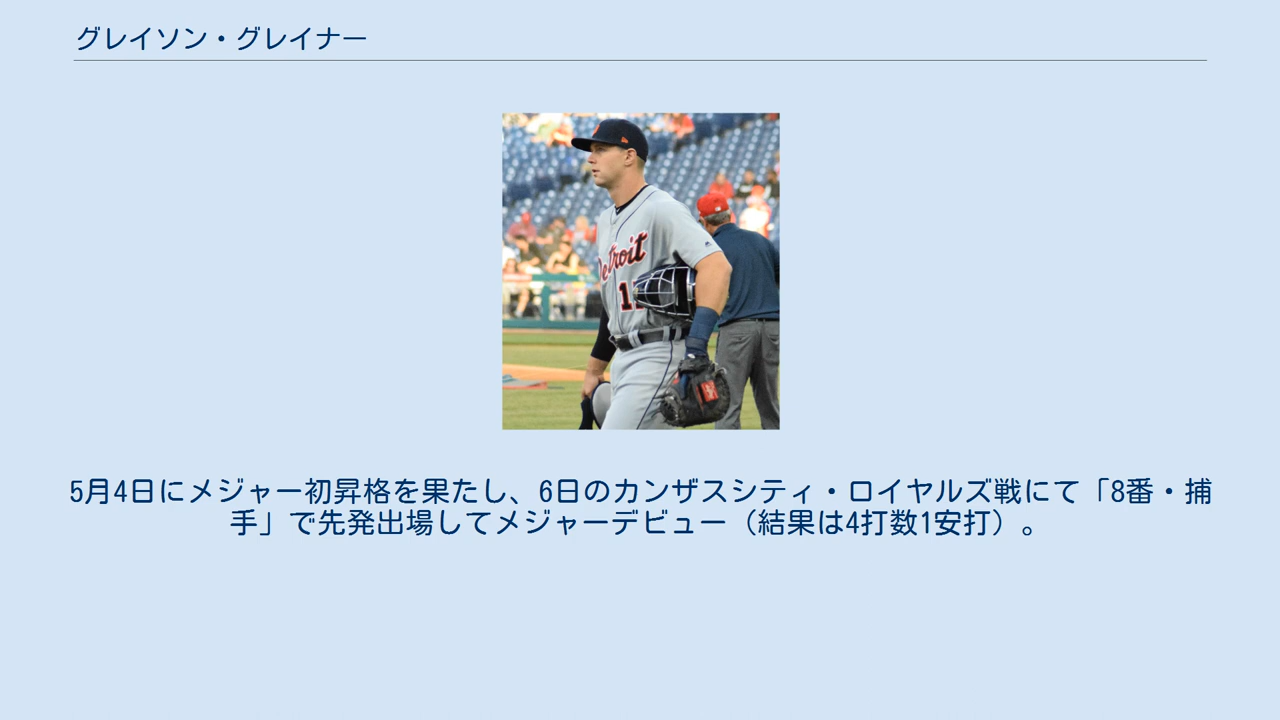 グレイソン・グレイナー
Detroit
5月4日にメジャー初昇格を果たし、6日のカンザスシティ・ロイヤルズ戦にて「8番・捕
手」で先発出場してメジャーデビュー（結果は4打数1安打）。